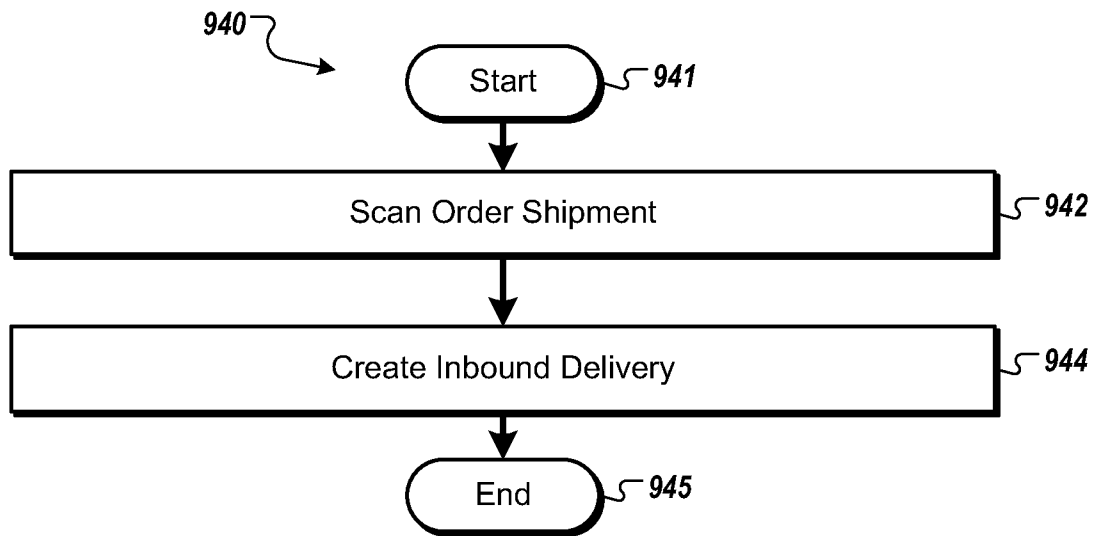 940
Start
941
Scan Order Shipment
942
Create Inbound Delivery
944
End
945